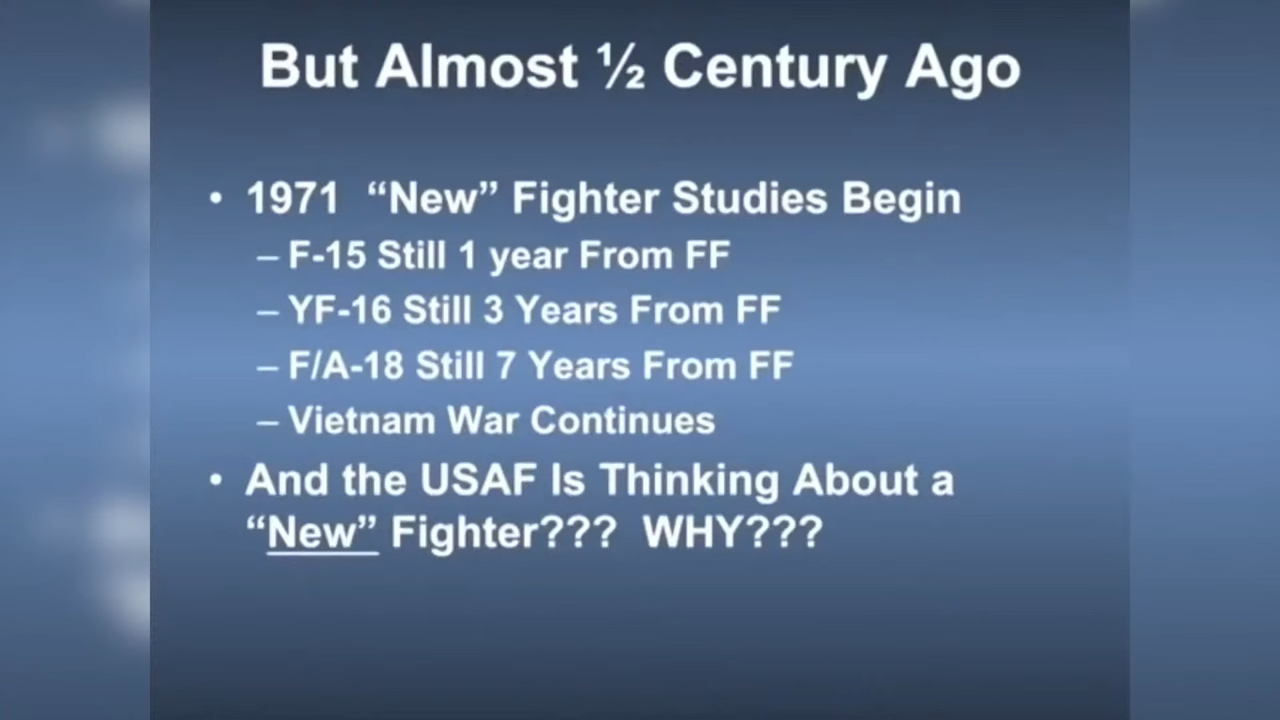 But Almost ½ Century Ago
• 1971  “New” Fighter Studies Begin
– F-15 Still 1 year From FF
– YF-16 Still 3 Years From FF
– F/A-18 Still 7 Years From FF
– Vietnam War Continues
• And the USAF Is Thinking About a
“New” Fighter???  WHY???